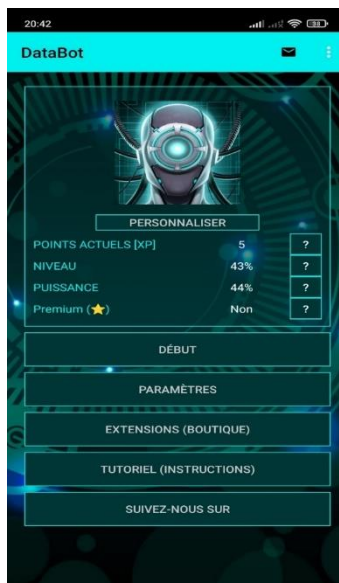 20:42
38
DataBot
PERSONNALISER
POINTS ACTUELS [XP] 5 ?
NIVEAU 43% ?
PUISSANCE 44% ?
Premium (⭐) Non ?
DÉBUT
PARAMÈTRES
EXTENSIONS (BOUTIQUE)
TUTORIEL (INSTRUCTIONS)
SUIVEZ-NOUS SUR